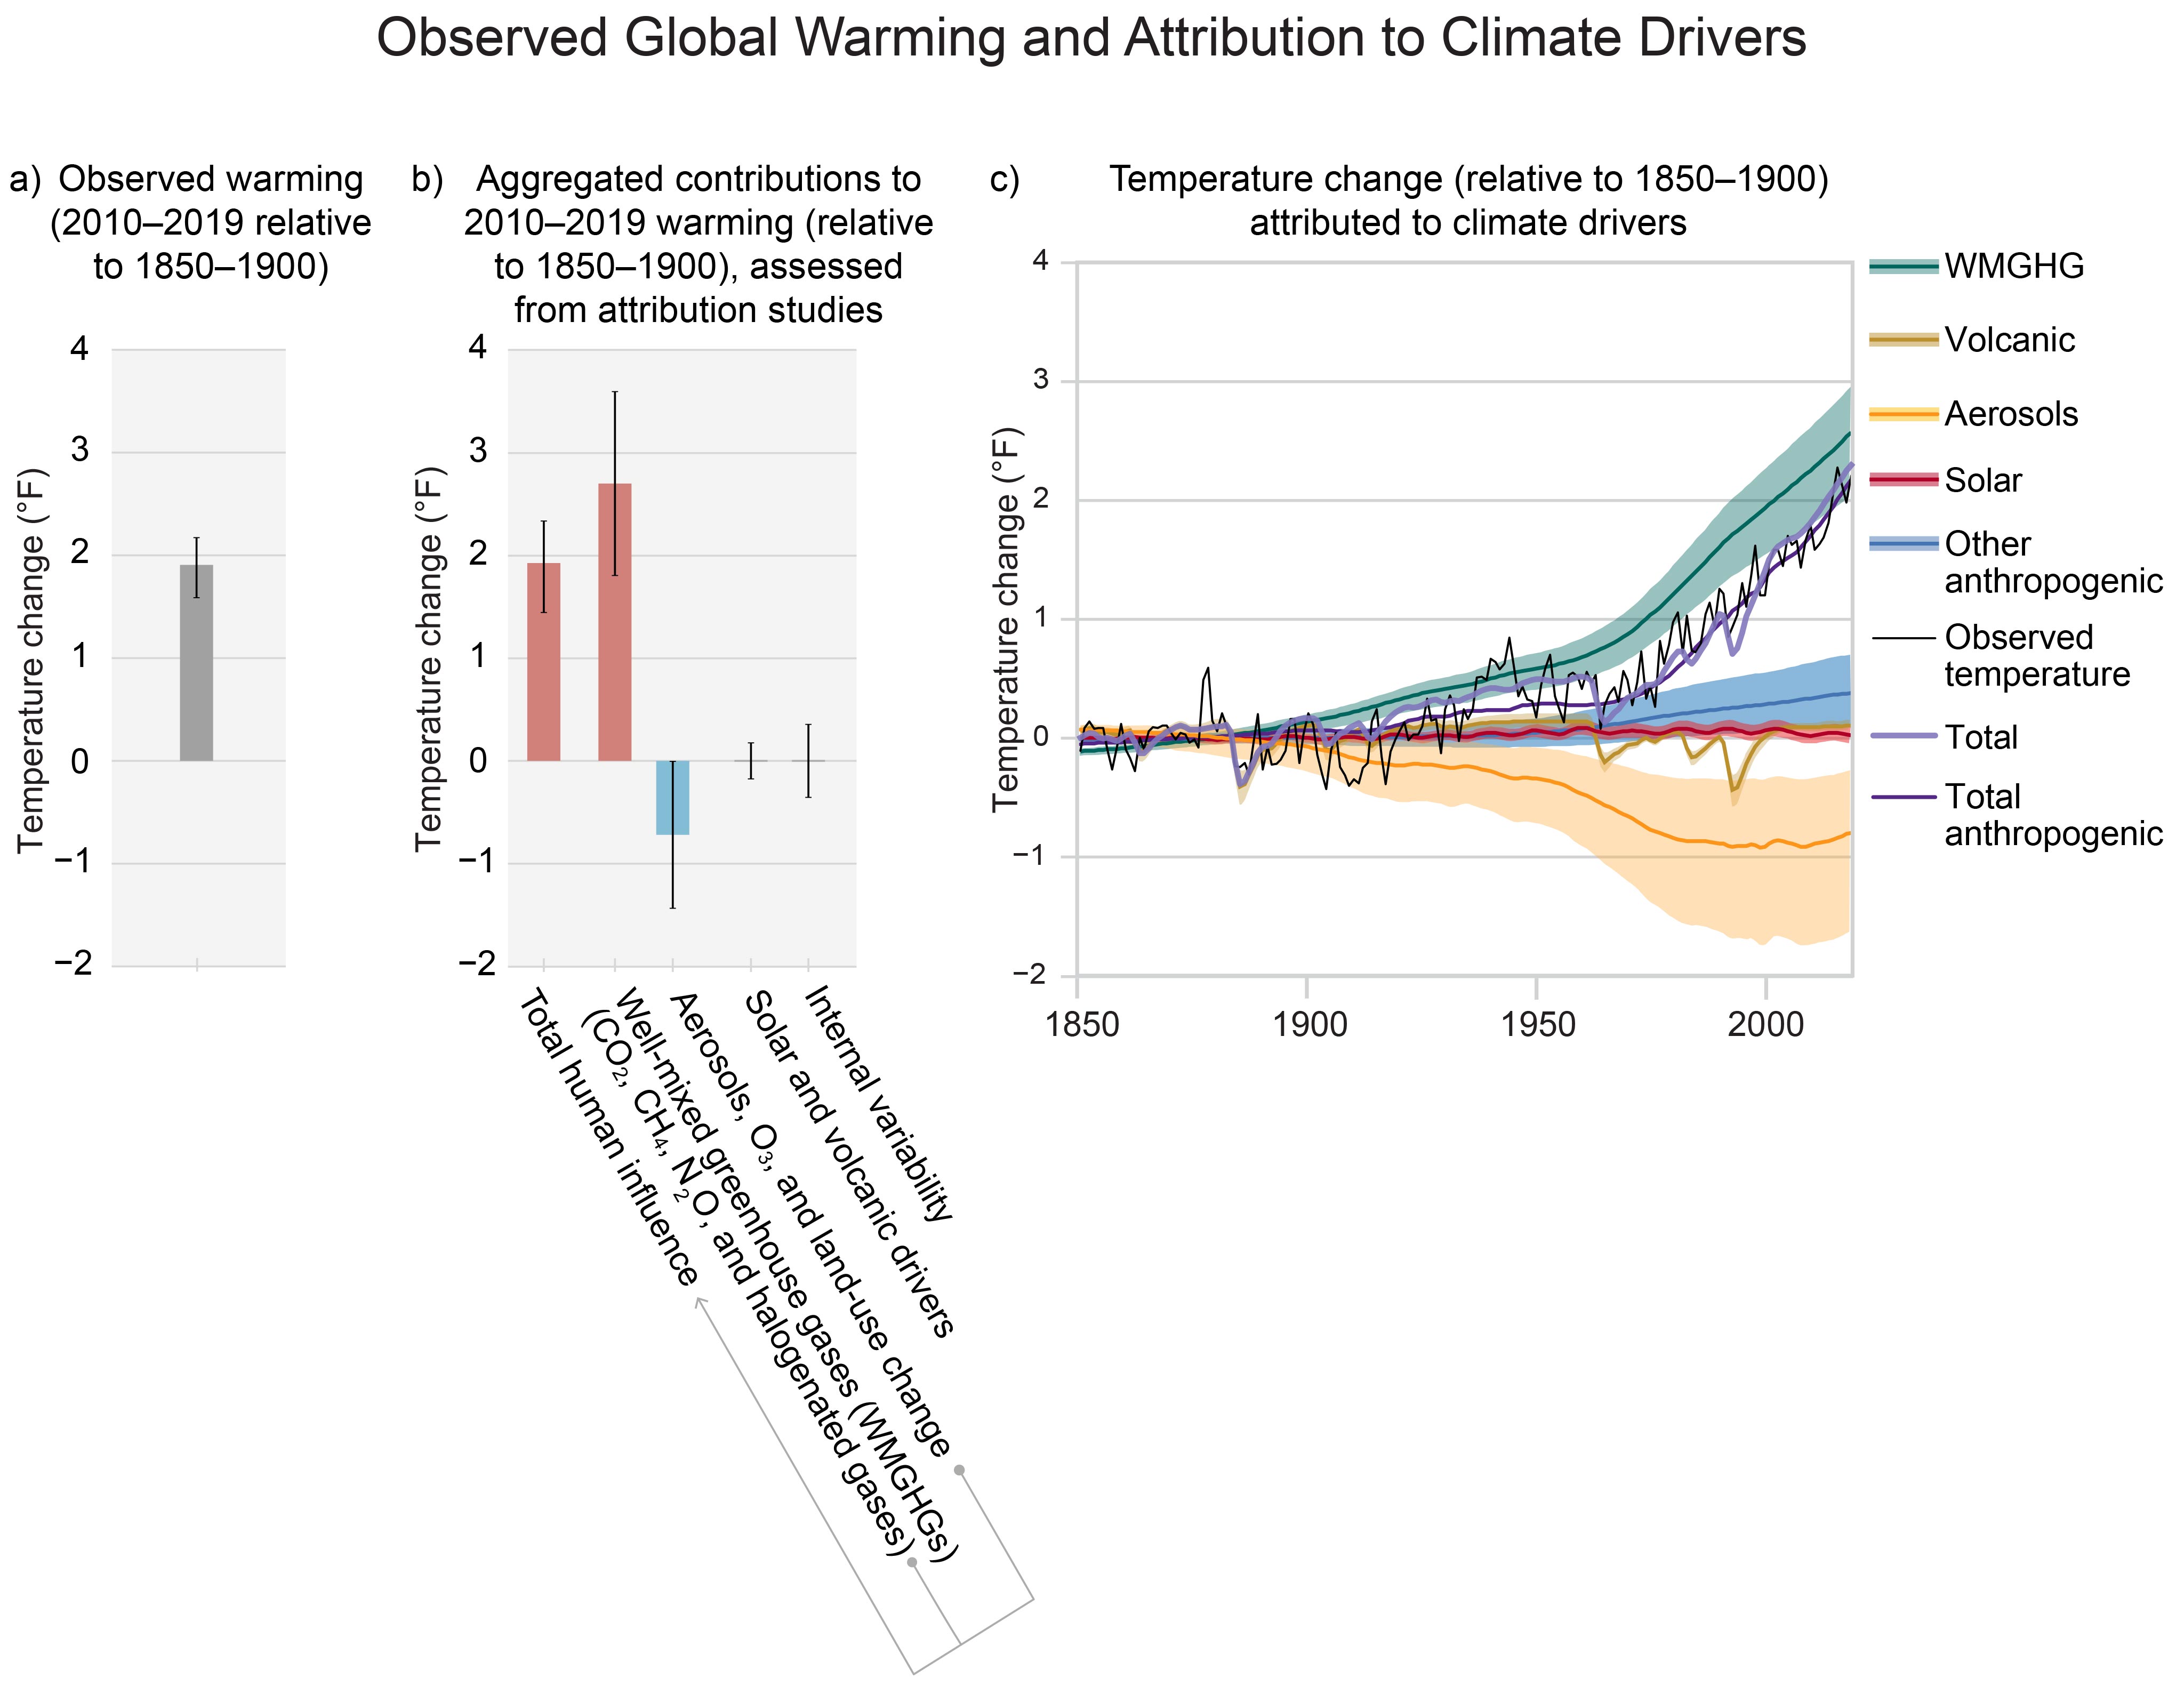 Observed Global Warming and Attribution to Climate Drivers
a) Observed warming
(2010–2019 relative
to 1850–1900)
Temperature change (°F)
4
3
2
1
0
−1
−2
b) Aggregated contributions to
2010–2019 warming (relative
to 1850–1900), assessed
from attribution studies
Temperature change (°F)
4
3
2
1
0
−1
−2
Total human influence
Well-mixed greenhouse gases (WMGHGs)
(CO₂, CH₄, N₂O, and halogenated gases)
Aerosols, O₃, and land-use change
Solar and volcanic drivers
Internal variability
c) Temperature change (relative to 1850–1900)
attributed to climate drivers
Temperature change (°F)
4
3
2
1
0
−1
−2
1850 1900 1950 2000
WMGHG
Volcanic
Aerosols
Solar
Other
anthropogenic
Observed
temperature
Total
Total
anthropogenic